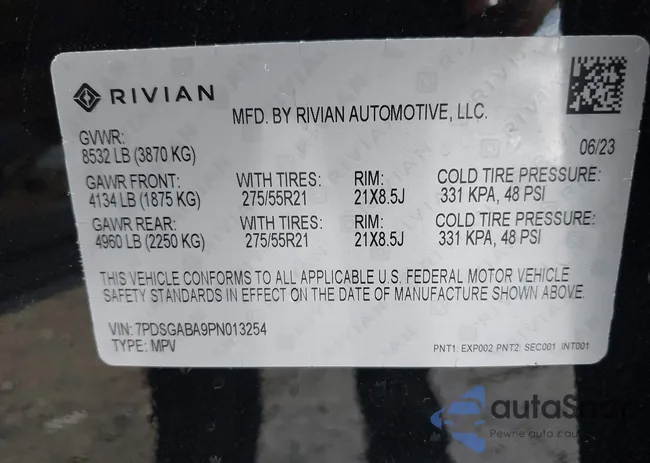 RIVIAN
MFD. BY RIVIAN AUTOMOTIVE, LLC.
GVWR:
8532 LB (3870 KG) 06/23
GAWR FRONT: WITH TIRES: RIM: COLD TIRE PRESSURE:
4134 LB (1875 KG) 275/55R21 21X8.5J 331 KPA, 48 PSI
GAWR REAR: WITH TIRES: RIM: COLD TIRE PRESSURE:
4960 LB (2250 KG) 275/55R21 21X8.5J 331 KPA, 48 PSI
THIS VEHICLE CONFORMS TO ALL APPLICABLE U.S. FEDERAL MOTOR VEHICLE
SAFETY STANDARDS IN EFFECT ON THE DATE OF MANUFACTURE SHOWN ABOVE.
VIN: 7PDSGABA9PN013254
TYPE: MPV PNT1: EXP002 PNT2: SEC001 INT001
autaShop
Pewne auto z